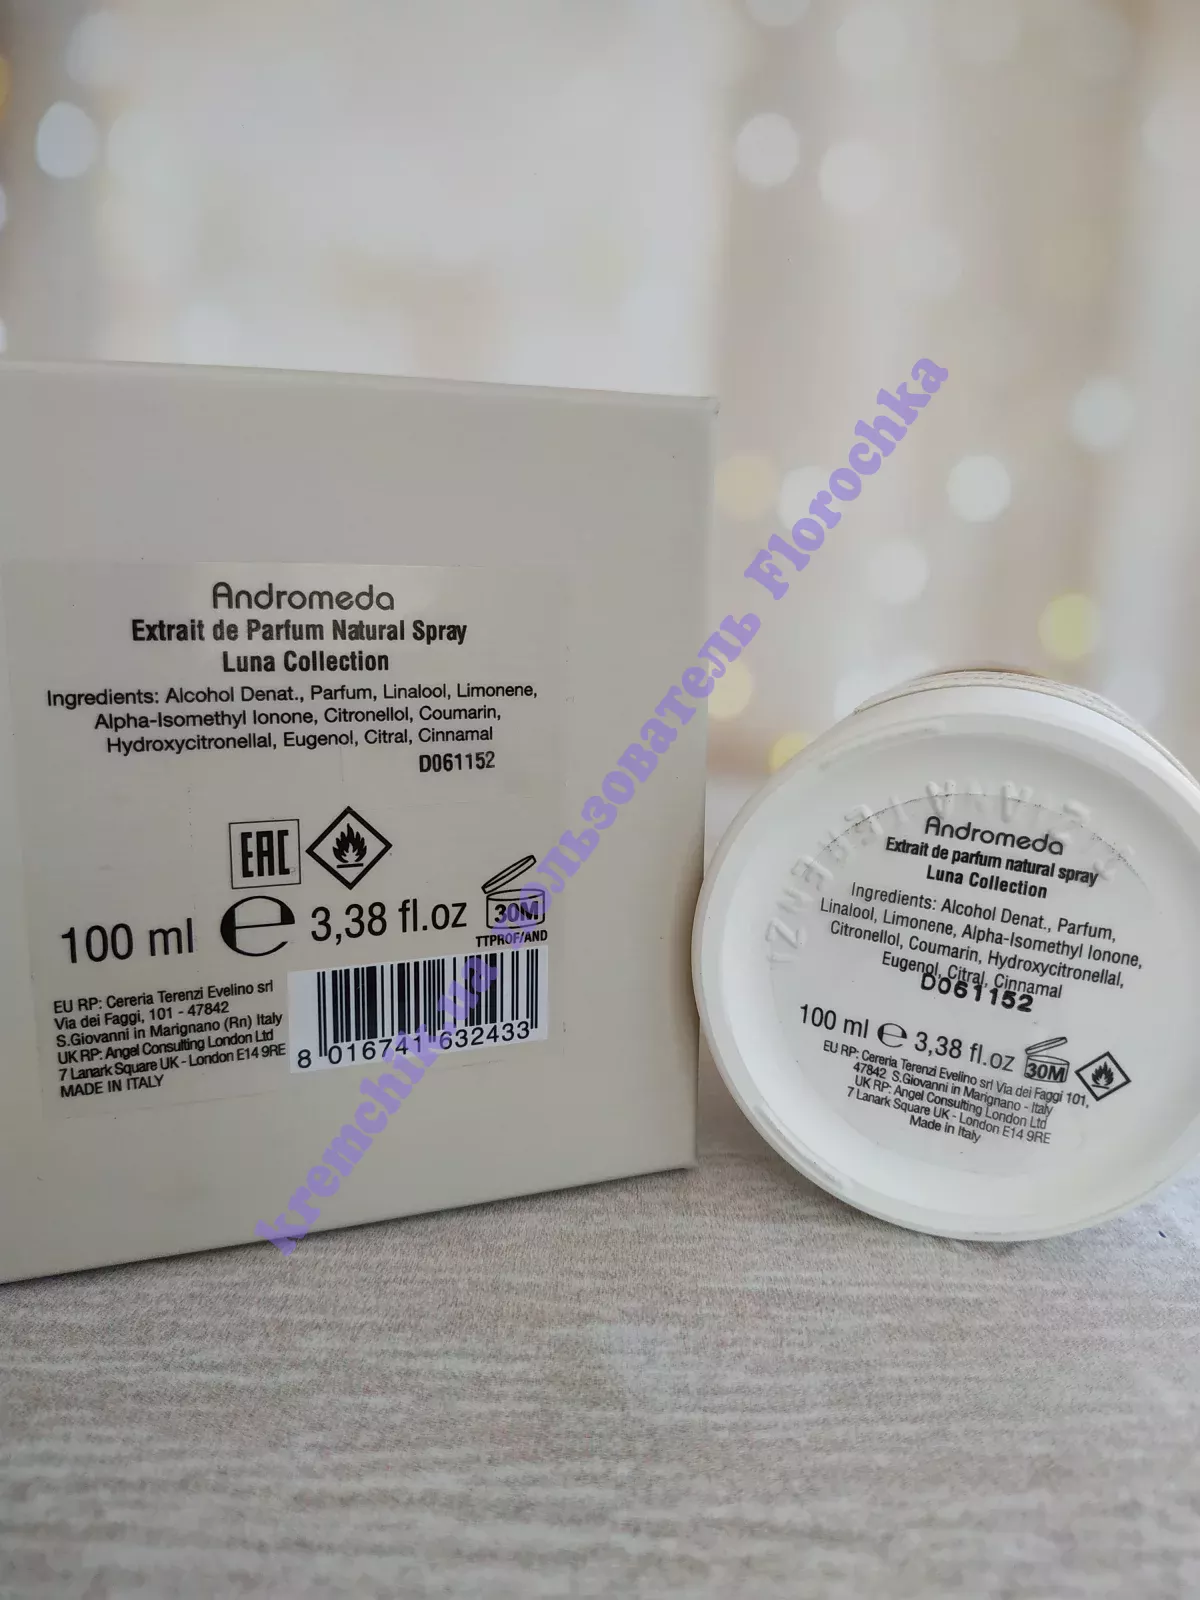 Andromeda
Extrait de Parfum Natural Spray
Luna Collection
Ingredients: Alcohol Denat., Parfum, Linalool, Limonene,
Alpha-Isomethyl Ionone, Citronellol, Coumarin,
Hydroxycitronellal, Eugenol, Citral, Cinnamal
D061152
EAC
100 ml e 3,38 fl.oz
30M
TTPROF/AND
EU RP: Cereria Terenzi Evelino srl
Via dei Faggi, 101 - 47842
S.Giovanni in Marignano (Rn) Italy
UK RP: Angel Consulting London Ltd
7 Lanark Square UK - London E14 9RE
MADE IN ITALY
8 016741 632433
Andromeda
Extrait de parfum natural spray
Luna Collection
Ingredients: Alcohol Denat., Parfum,
Linalool, Limonene, Alpha-Isomethyl Ionone,
Citronellol, Coumarin, Hydroxycitronellal,
Eugenol, Citral, Cinnamal
D061152
100 ml e 3,38 fl.oz
30M
EU RP: Cereria Terenzi Evelino srl Via dei Faggi 101,
47842 S.Giovanni in Marignano - Italy
UK RP: Angel Consulting London Ltd
7 Lanark Square UK - London E14 9RE
Made in Italy
kremchik.ua Пользователь Florochka